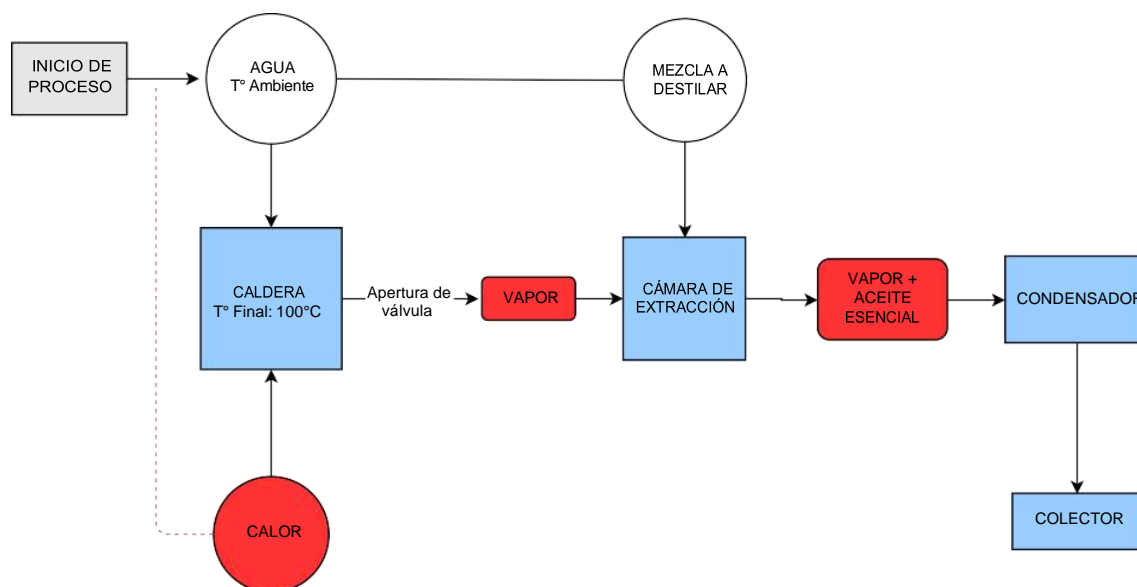 INICIO DE
PROCESO
AGUA
T° Ambiente
MEZCLA A
DESTILAR
CALDERA
T° Final: 100°C
Apertura de
válvula
VAPOR
CÁMARA DE
EXTRACCIÓN
VAPOR +
ACEITE
ESENCIAL
CONDENSADOR
CALOR
COLECTOR